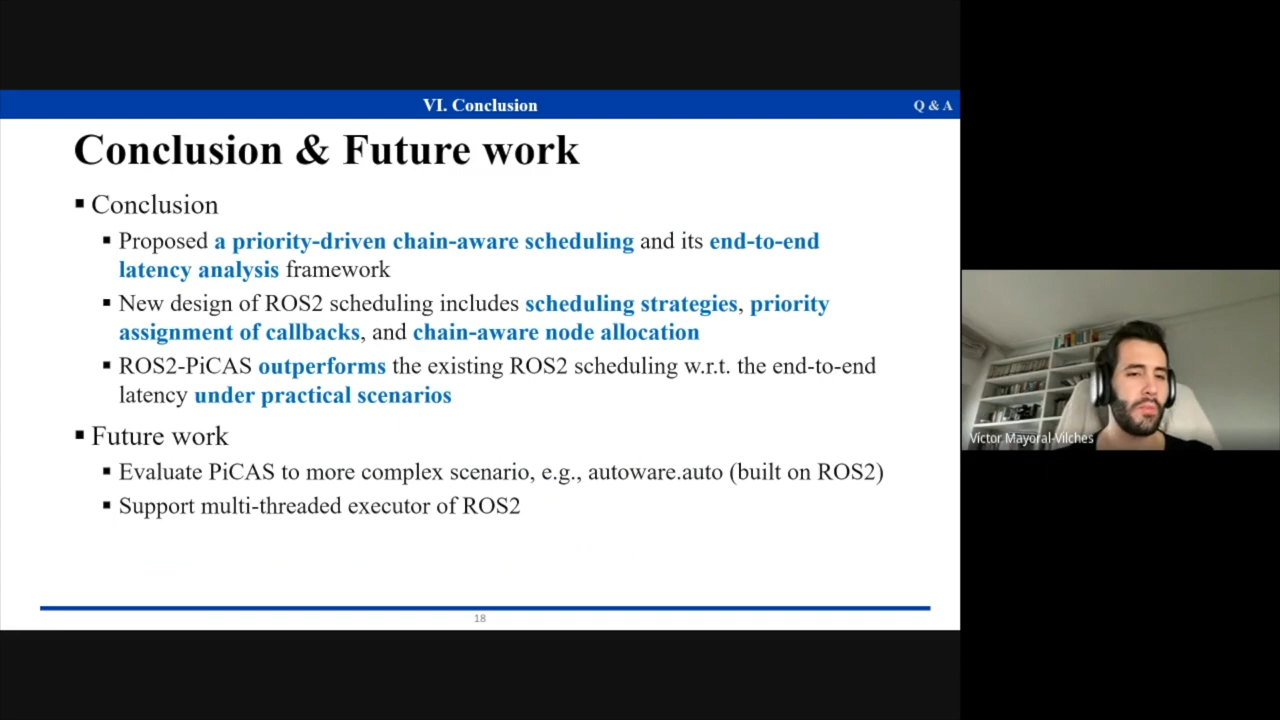 VI. Conclusion
Q & A
Conclusion & Future work
▪ Conclusion
▪ Proposed a priority-driven chain-aware scheduling and its end-to-end
latency analysis framework
▪ New design of ROS2 scheduling includes scheduling strategies, priority
assignment of callbacks, and chain-aware node allocation
▪ ROS2-PiCAS outperforms the existing ROS2 scheduling w.r.t. the end-to-end
latency under practical scenarios
▪ Future work
▪ Evaluate PiCAS to more complex scenario, e.g., autoware.auto (built on ROS2)
▪ Support multi-threaded executor of ROS2
18
Víctor Mayoral-Vilches